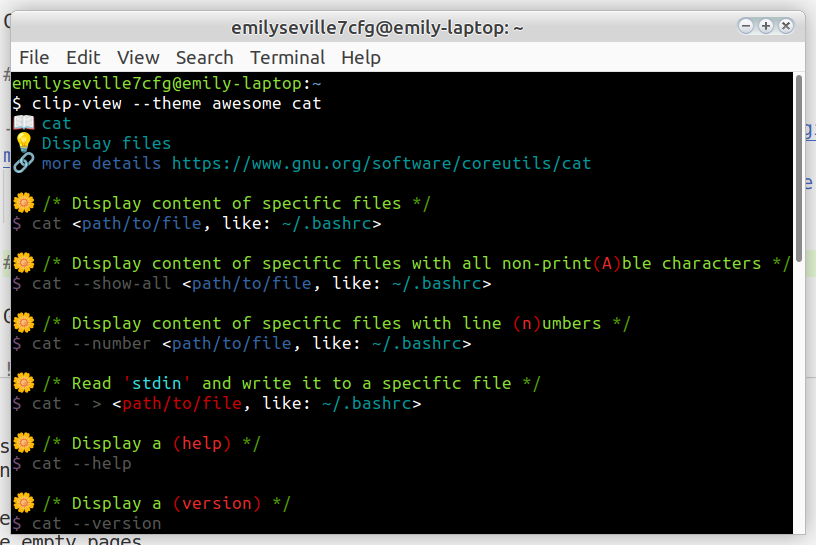 emilyseville7cfg@emily-laptop: ~
File Edit View Search Terminal Help
emilyseville7cfg@emily-laptop:~
$ clip-view --theme awesome cat
cat
Display files
more details https://www.gnu.org/software/coreutils/cat
/* Display content of specific files */
$ cat <path/to/file, like: ~/.bashrc>
/* Display content of specific files with all non-print(A)ble characters */
$ cat --show-all <path/to/file, like: ~/.bashrc>
/* Display content of specific files with line (n)umbers */
$ cat --number <path/to/file, like: ~/.bashrc>
/* Read 'stdin' and write it to a specific file */
$ cat - > <path/to/file, like: ~/.bashrc>
/* Display a (help) */
$ cat --help
/* Display a (version) */
$ cat --version
empty pages